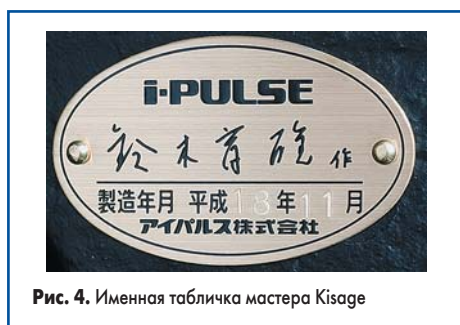 i-PULSE
鈴木 作
製造年月 平成18年11月
アイパルス株式会社
Рис. 4. Именная табличка мастера Kisage